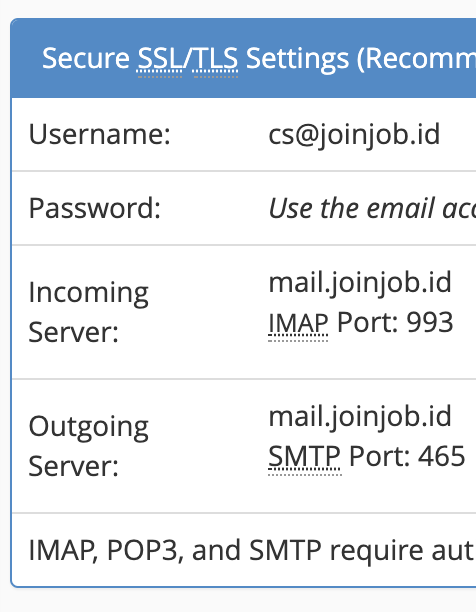 Secure SSL/TLS Settings (Recomm
Username: cs@joinjob.id
Password: Use the email acc
Incoming Server: mail.joinjob.id
IMAP Port: 993
Outgoing Server: mail.joinjob.id
SMTP Port: 465
IMAP, POP3, and SMTP require aut